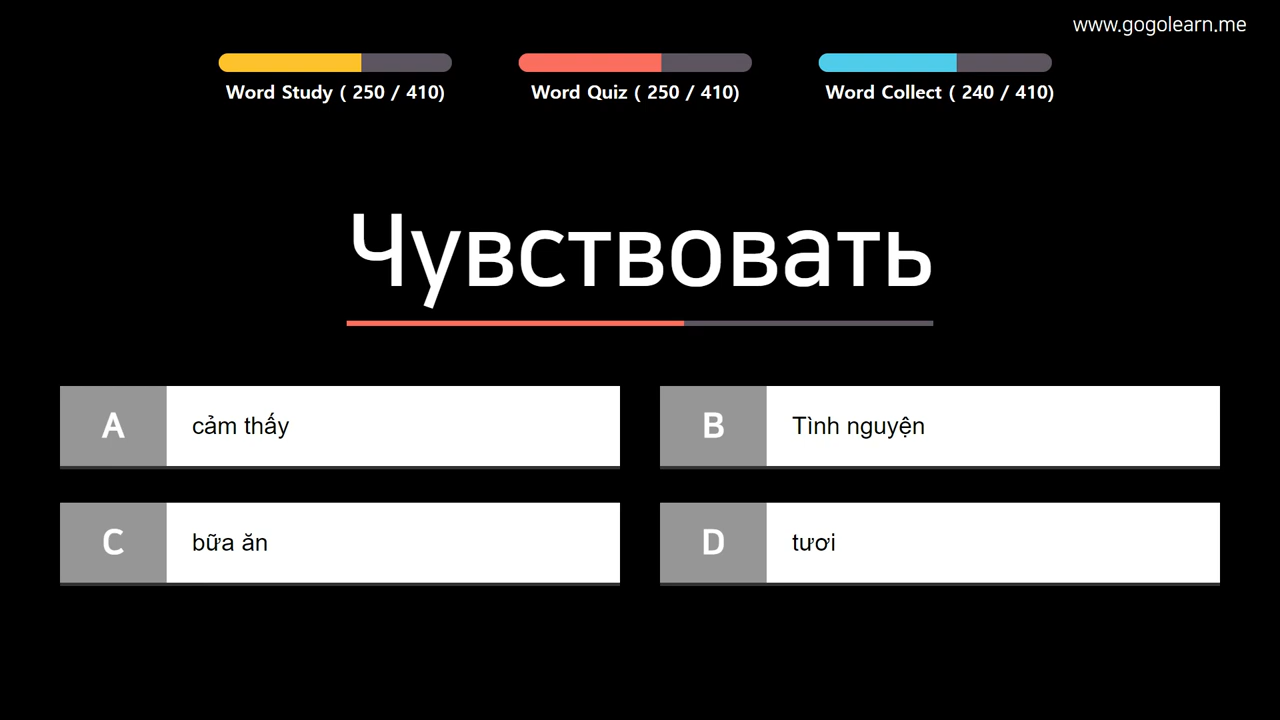 www.gogolearn.me
Word Study ( 250 / 410)
Word Quiz ( 250 / 410)
Word Collect ( 240 / 410)
Чувствовать
A cảm thấy
B Tình nguyện
C bữa ăn
D tươi